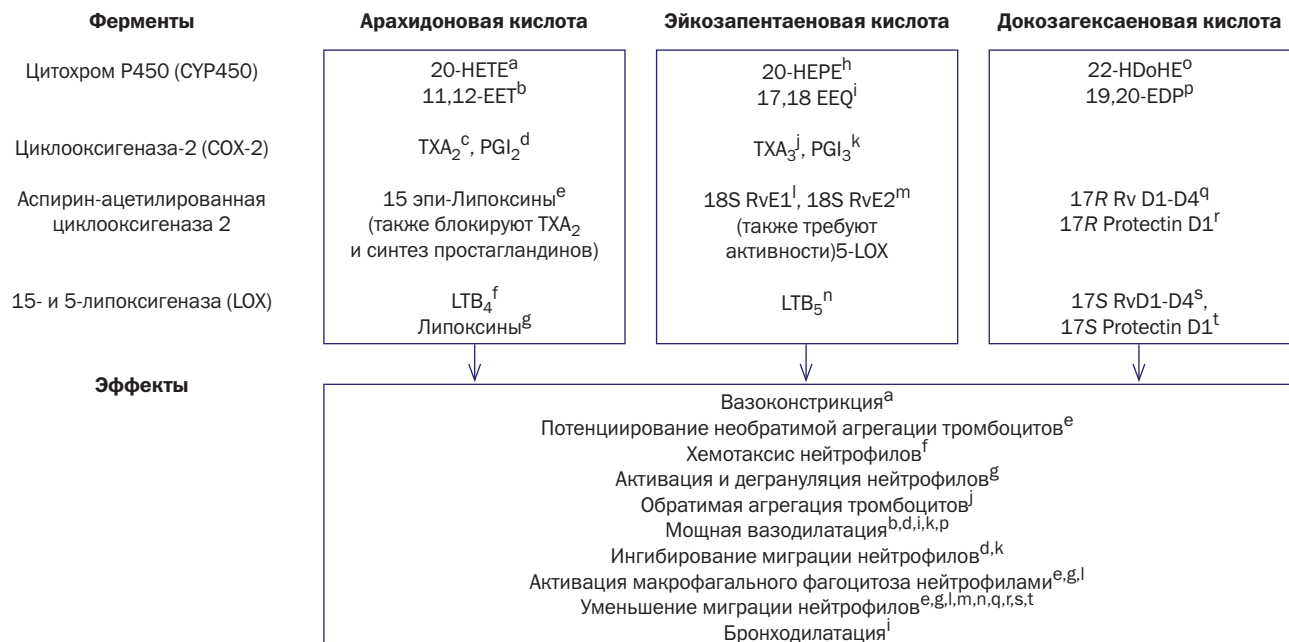 Ферменты Арахидоновая кислота Эйкозапентаеновая кислота Докозагексаеновая кислота
Цитохром P450 (CYP450) 20-HETEᵃ 20-HEPEʰ 22-HDoHEᵒ
11,12-EETᵇ 17,18 EEQⁱ 19,20-EDPᵖ
Циклооксигеназа-2 (COX-2) TXA₂ᶜ, PGI₂ᵈ TXA₃ʲ, PGI₃ᵏ
Аспирин-ацетилированная 15 эпи-Липоксиныᵉ 18S RvE1ˡ, 18S RvE2ᵐ 17R Rv D1-D4q
циклооксигеназа 2 (также блокируют TXA₂ (также требуют 17R Protectin D1ʳ
и синтез простагландинов) активности)5-LOX
15- и 5-липоксигеназа (LOX) LTB₄ᶠ LTB₅ⁿ 17S RvD1-D4ˢ,
Липоксиныᵍ 17S Protectin D1ᵗ
Эффекты
Вазоконстрикцияᵃ
Потенциирование необратимой агрегации тромбоцитовᵉ
Хемотаксис нейтрофиловᶠ
Активация и дегрануляция нейтрофиловᵍ
Обратимая агрегация тромбоцитовʲ
Мощная вазодилатацияᵇ,ᵈ,ⁱ,ᵏ,ᵖ
Ингибирование миграции нейтрофиловᵈ,ᵏ
Активация макрофагального фагоцитоза нейтрофиламиᵉ,ᵍ,ˡ
Уменьшение миграции нейтрофиловᵉ,ᵍ,ˡ,ᵐ,ⁿ,q,ʳ,ˢ,ᵗ
Бронходилатацияⁱ